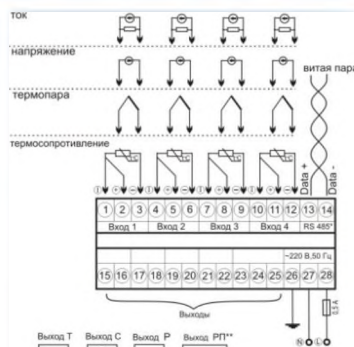 ток
напряжение
витая пара
термопара
термосопротивление
t°C t°C t°C t°C
Data + Data -
I + − I + − I + − I + −
1 2 3 4 5 6 7 8 9 10 11 12 13 14
Вход 1 Вход 2 Вход 3 Вход 4 RS 485*
~220 В,50 Гц
15 16 17 18 19 20 21 22 23 24 25 26 27 28
Выходы
0,5 А
N L
Выход Т Выход С Выход Р Выход РП**